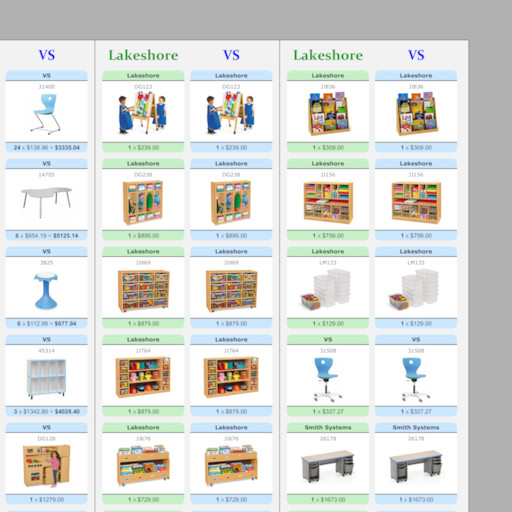 VS Lakeshore VS Lakeshore VS
VS Lakeshore Lakeshore Lakeshore Lakeshore
31400 DG123 DG123 JJ636 JJ636
24 x $138.96 = $3335.04 1 x $239.00 1 x $239.00 1 x $309.00 1 x $309.00
VS Lakeshore Lakeshore Lakeshore Lakeshore
14705 DG238 DG238 DJ156 DJ156
6 x $854.19 = $5125.14 1 x $899.00 1 x $899.00 1 x $799.00 1 x $799.00
VS Lakeshore Lakeshore Lakeshore Lakeshore
3825 JJ969 JJ969 LM133 LM133
6 x $112.99 = $677.94 1 x $879.00 1 x $879.00 1 x $129.00 1 x $129.00
VS Lakeshore Lakeshore VS VS
45314 JJ764 JJ764 31508 31508
3 x $1342.80 = $4028.40 1 x $879.00 1 x $879.00 1 x $327.27 1 x $327.27
VS Lakeshore Lakeshore Smith Systems Smith Systems
DG128 JJ676 JJ676 26178 26178
1 x $1279.00 1 x $729.00 1 x $729.00 1 x $1673.00 1 x $1673.00